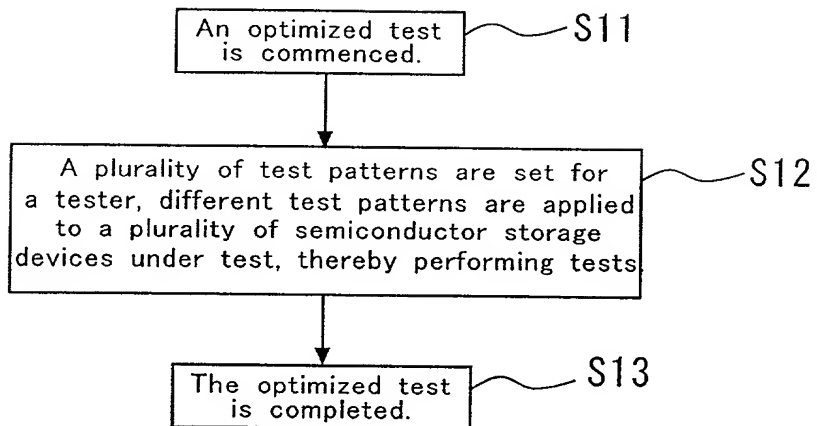 An optimized test
is commenced.
S11
A plurality of test patterns are set for
a tester, different test patterns are applied
to a plurality of semiconductor storage
devices under test, thereby performing tests
S12
The optimized test
is completed.
S13